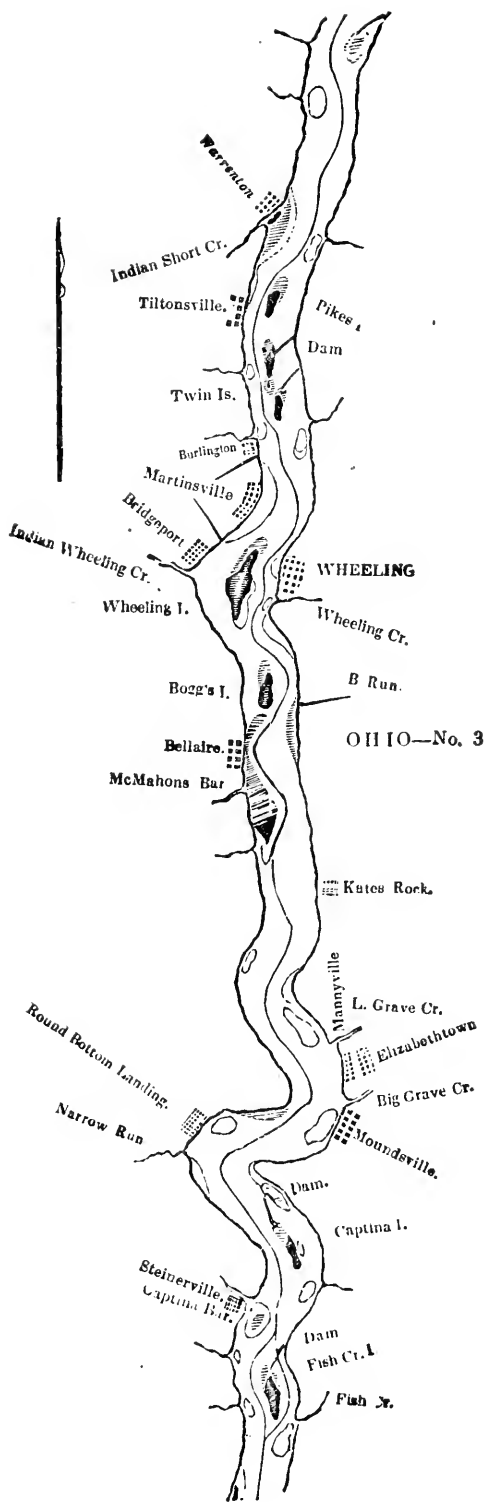 Warrenton
Indian Short Cr.
Tiltonsville
Pikes
Dam
Twin Is.
Burlington
Martinsville
Bridgeport
Indian Wheeling Cr.
WHEELING
Wheeling I.
Wheeling Cr.
Bogg's I.
B Run.
OHIO—No. 3
Bellaire.
McMahons Bar
Kates Rock.
Mannyville
L. Grave Cr.
Elizabethtown
Round Bottom Landing.
Big Grave Cr.
Narrow Run
Moundsville.
Dam.
Captina I.
Steinerville.
Captina Bar.
Dam
Fish Cr. I.
Fish Cr.